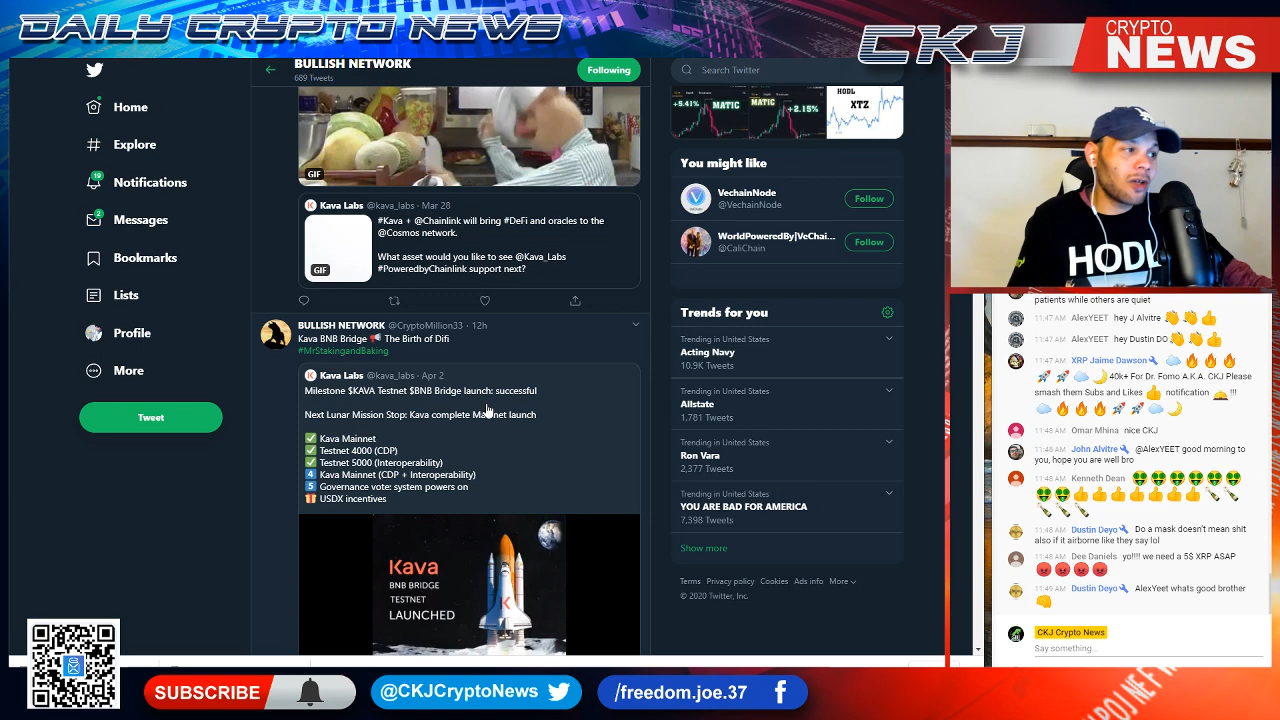 DAILY CRYPTO NEWS
CKJ
CRYPTO
NEWS
Home
Explore
19
Notifications
2
Messages
Bookmarks
Lists
Profile
More
Tweet
BULLISH NETWORK
689 Tweets
Following
GIF
Kava Labs @kava_labs · Mar 28
#Kava + @Chainlink will bring #DeFi and oracles to the
@Cosmos network.
What asset would you like to see @Kava_Labs
#PoweredbyChainlink support next?
GIF
BULLISH NETWORK @CryptoMillion33 · 12h
Kava BNB Bridge 📢 The Birth of Difi
#MrStakingandBaking
Kava Labs @kava_labs · Apr 2
Milestone $KAVA Testnet $BNB Bridge launch: successful
Next Lunar Mission Stop: Kava complete Mainnet launch
✅ Kava Mainnet
✅ Testnet 4000 (CDP)
✅ Testnet 5000 (Interoperability)
4 Kava Mainnet (CDP + Interoperability)
5 Governance vote: system powers on
🎁 USDX incentives
Kava
BNB BRIDGE
TESTNET
LAUNCHED
Search Twitter
+5.41% MATIC
MATIC +2.15%
HODL
XTZ
You might like
VechainNode
@VechainNode
Follow
WorldPoweredBy|VeChai...
@CaliChain
Follow
Trends for you
Trending in United States
Acting Navy
10.9K Tweets
Trending in United States
Allstate
1,781 Tweets
Trending in United States
Ron Vara
2,377 Tweets
Trending in United States
YOU ARE BAD FOR AMERICA
7,398 Tweets
Show more
Terms Privacy policy Cookies Ads info More
© 2020 Twitter, Inc.
HODL
patients while others are quiet
11:47 AM AlexYEET hey J Alvitre 👏👏👍
11:47 AM AlexYEET hey Dustin DO 👏👏👍
11:47 AM XRP Jaime Dawson 🔧 ☁️🔥🔥🔥
🚀🚀☁️🌙 40k+ For Dr. Fomo A.K.A. CKJ Please
smash them Subs and Likes 👍 notification 🛎️ !!!
☁️🔥🔥🔥🚀🚀☁️🌙
11:48 AM Omar Mhina nice CKJ
11:48 AM John Alvitre 🔧 @AlexYEET good morning to
you, hope you are well bro
11:48 AM Kenneth Dean 🤑🤑🤑🤑🤑🤑🤑
🤑🤑👍👍👍👍👍👍👍🍾🍾
🍾🍾🍾
11:48 AM Dustin Deyo 🔧 Do a mask doesn't mean shit
also if it airborne like they say lol
11:48 AM Dee Daniels yo!!!! we need a 5$ XRP ASAP
😡😡😡😡
11:49 AM Dustin Deyo 🔧 AlexYeet whats good brother
👊
CKJ Crypto News
Say something...
SUBSCRIBE
@CKJCryptoNews
/freedom.joe.37